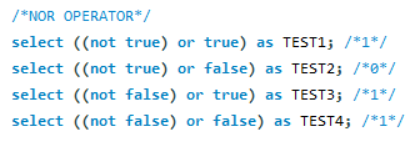 /*NOR OPERATOR*/
select ((not true) or true) as TEST1; /*1*/
select ((not true) or false) as TEST2; /*0*/
select ((not false) or true) as TEST3; /*1*/
select ((not false) or false) as TEST4; /*1*/